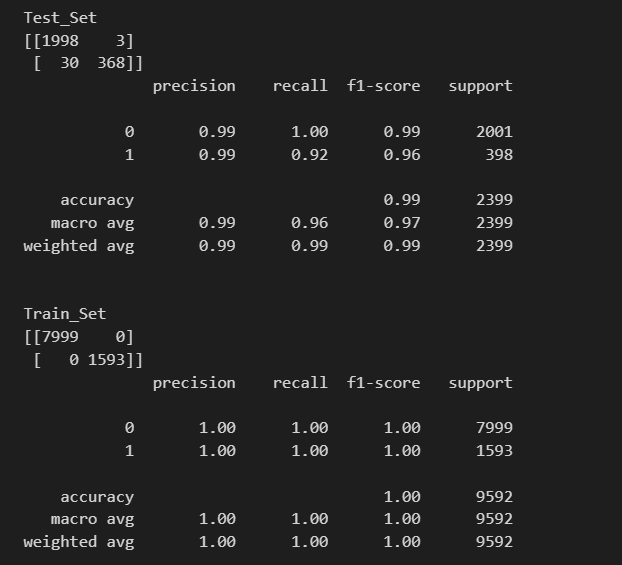 Test_Set
[[1998    3]
 [  30  368]]
              precision    recall  f1-score   support

           0       0.99      1.00      0.99      2001
           1       0.99      0.92      0.96       398

    accuracy                           0.99      2399
   macro avg       0.99      0.96      0.97      2399
weighted avg       0.99      0.99      0.99      2399

Train_Set
[[7999    0]
 [   0 1593]]
              precision    recall  f1-score   support

           0       1.00      1.00      1.00      7999
           1       1.00      1.00      1.00      1593

    accuracy                           1.00      9592
   macro avg       1.00      1.00      1.00      9592
weighted avg       1.00      1.00      1.00      9592